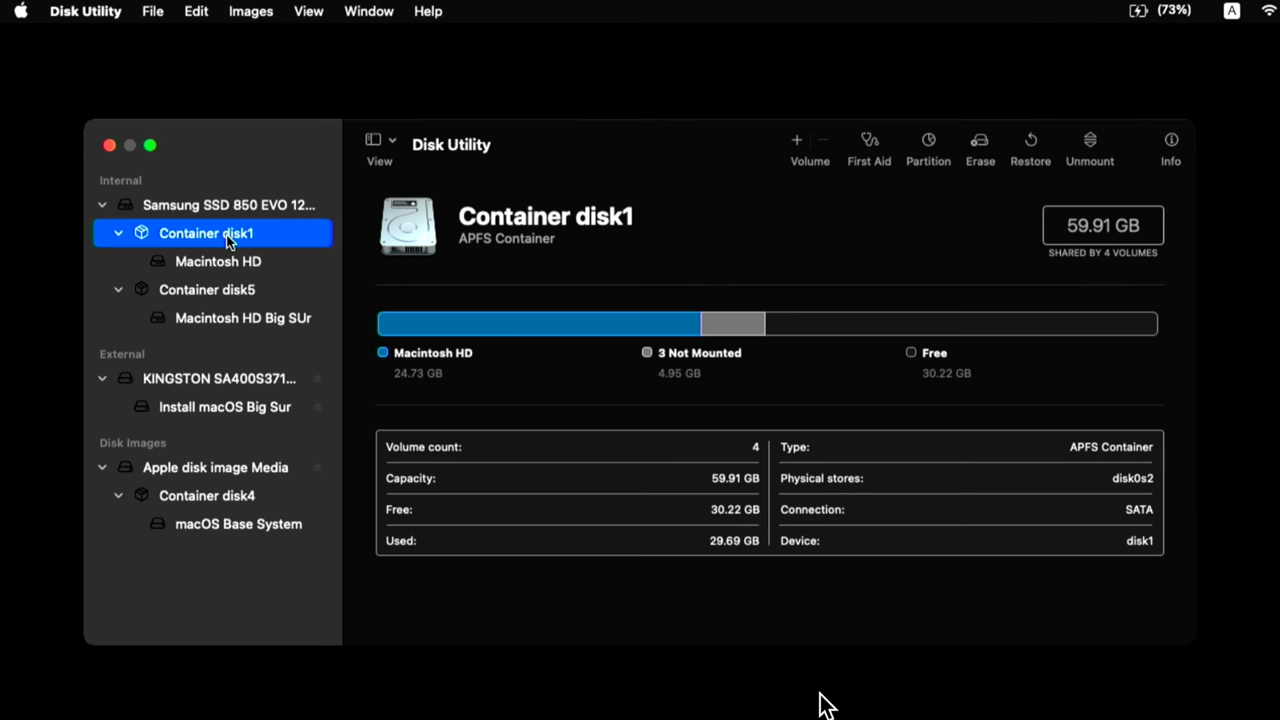 Disk Utility File Edit Images View Window Help (73%) A
Disk Utility
View
Volume First Aid Partition Erase Restore Unmount Info
Internal
Samsung SSD 850 EVO 12...
Container disk1
Macintosh HD
Container disk5
Macintosh HD Big SUr
External
KINGSTON SA400S371...
Install macOS Big Sur
Disk Images
Apple disk image Media
Container disk4
macOS Base System
Container disk1
APFS Container
59.91 GB
SHARED BY 4 VOLUMES
Macintosh HD
24.73 GB
3 Not Mounted
4.95 GB
Free
30.22 GB
Volume count: 4
Capacity: 59.91 GB
Free: 30.22 GB
Used: 29.69 GB
Type: APFS Container
Physical stores: disk0s2
Connection: SATA
Device: disk1